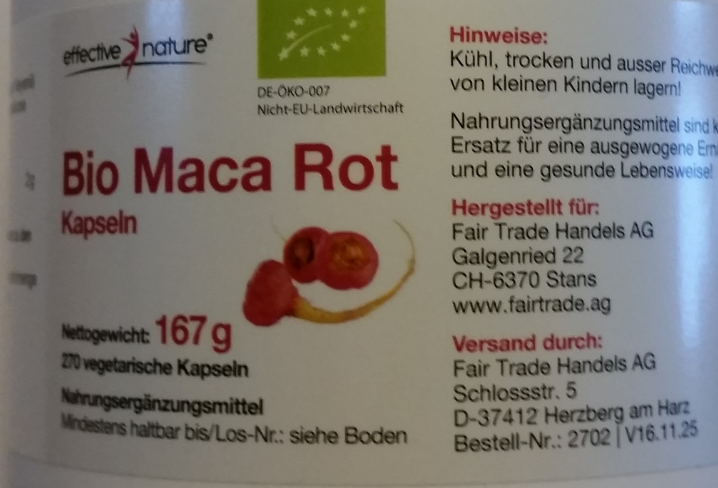 effective nature®
DE-ÖKO-007
Nicht-EU-Landwirtschaft
Bio Maca Rot
Kapseln
Nettogewicht: 167 g
270 vegetarische Kapseln
Nahrungsergänzungsmittel
Mindestens haltbar bis/Los-Nr.: siehe Boden
Hinweise:
Kühl, trocken und ausser
von kleinen Kindern lagern!
Nahrungsergänzungsmittel sind
Ersatz für eine ausgewogene
und eine gesunde Lebensweise!
Hergestellt für:
Fair Trade Handels AG
Galgenried 22
CH-6370 Stans
www.fairtrade.ag
Versand durch:
Fair Trade Handels AG
Schlossstr. 5
D-37412 Herzberg am Harz
Bestell-Nr.: 2702 | V16.11.25